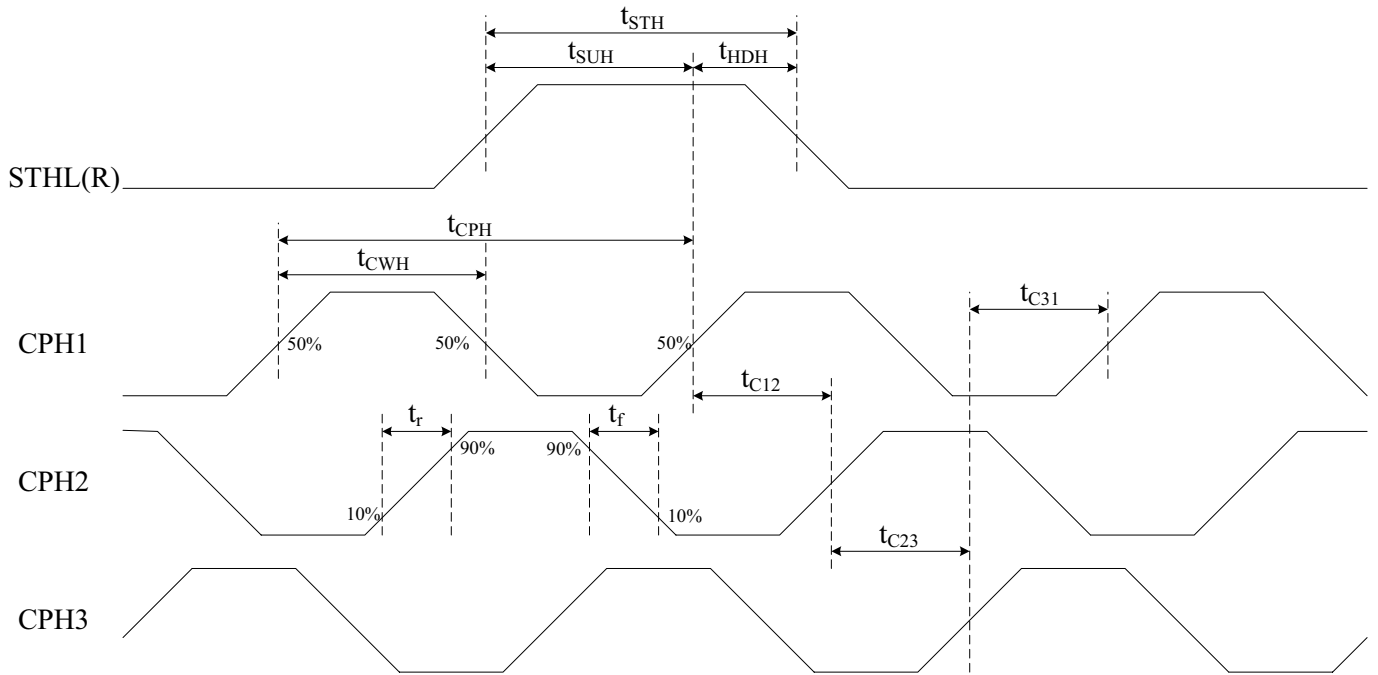 tSTH
tSUH tHDH
STHL(R)
tCPH
tCWH
tC31
CPH1
50% 50% 50%
tC12
tr tf
90% 90%
CPH2
10% 10%
tC23
CPH3